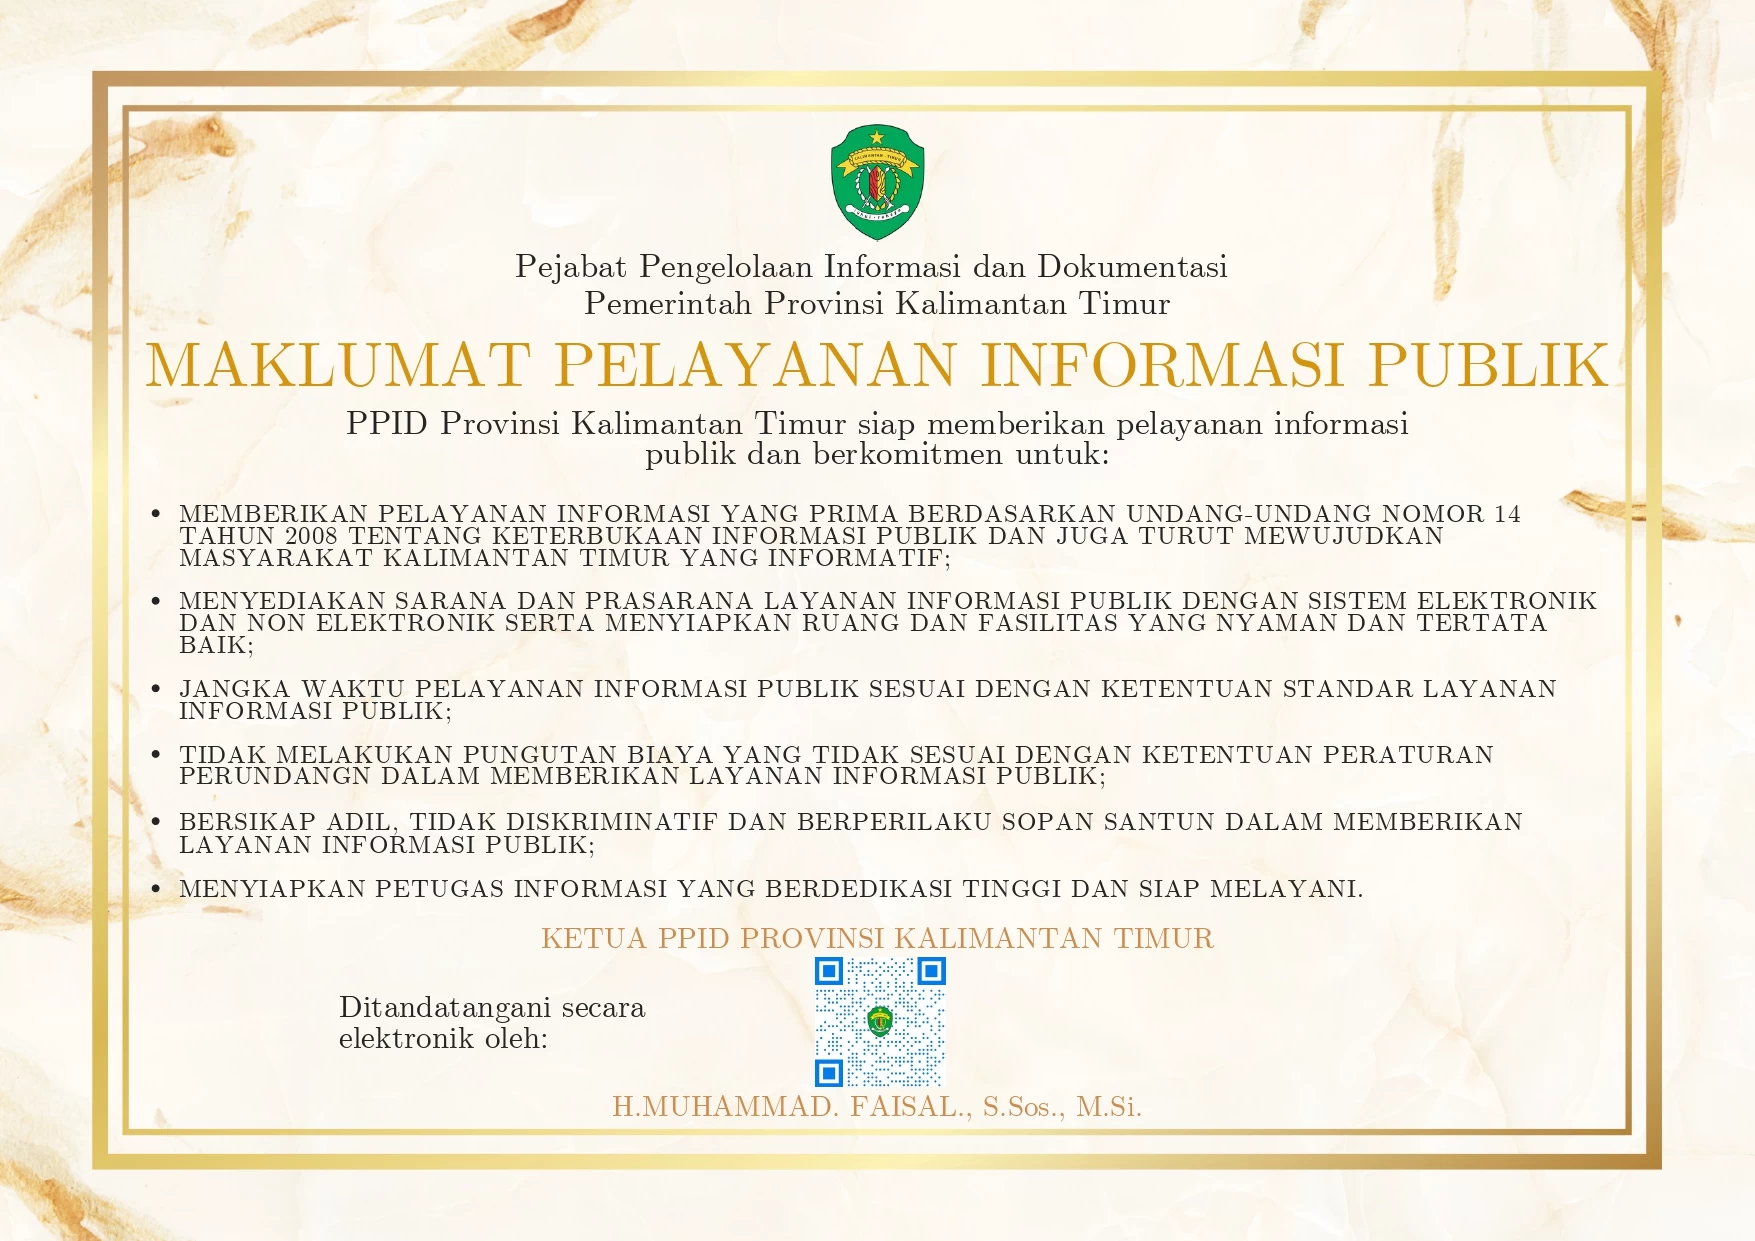 KALIMANTAN - TIMUR
Pejabat Pengelolaan Informasi dan Dokumentasi
Pemerintah Provinsi Kalimantan Timur
MAKLUMAT PELAYANAN INFORMASI PUBLIK
PPID Provinsi Kalimantan Timur siap memberikan pelayanan informasi
publik dan berkomitmen untuk:
• MEMBERIKAN PELAYANAN INFORMASI YANG PRIMA BERDASARKAN UNDANG-UNDANG NOMOR 14
TAHUN 2008 TENTANG KETERBUKAAN INFORMASI PUBLIK DAN JUGA TURUT MEWUJUDKAN
MASYARAKAT KALIMANTAN TIMUR YANG INFORMATIF;
• MENYEDIAKAN SARANA DAN PRASARANA LAYANAN INFORMASI PUBLIK DENGAN SISTEM ELEKTRONIK
DAN NON ELEKTRONIK SERTA MENYIAPKAN RUANG DAN FASILITAS YANG NYAMAN DAN TERTATA
BAIK;
• JANGKA WAKTU PELAYANAN INFORMASI PUBLIK SESUAI DENGAN KETENTUAN STANDAR LAYANAN
INFORMASI PUBLIK;
• TIDAK MELAKUKAN PUNGUTAN BIAYA YANG TIDAK SESUAI DENGAN KETENTUAN PERATURAN
PERUNDANGN DALAM MEMBERIKAN LAYANAN INFORMASI PUBLIK;
• BERSIKAP ADIL, TIDAK DISKRIMINATIF DAN BERPERILAKU SOPAN SANTUN DALAM MEMBERIKAN
LAYANAN INFORMASI PUBLIK;
• MENYIAPKAN PETUGAS INFORMASI YANG BERDEDIKASI TINGGI DAN SIAP MELAYANI.
KETUA PPID PROVINSI KALIMANTAN TIMUR
Ditandatangani secara
elektronik oleh:
H.MUHAMMAD. FAISAL., S.Sos., M.Si.